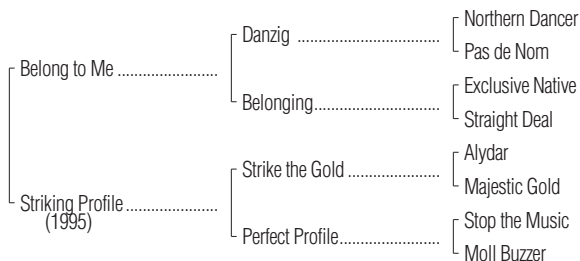 Northern Dancer
Danzig ..................................
Pas de Nom
Belong to Me ........................
Exclusive Native
Belonging..............................
Straight Deal
Alydar
Strike the Gold ......................
Majestic Gold
Striking Profile ......................
(1995)
Stop the Music
Perfect Profile........................
Moll Buzzer